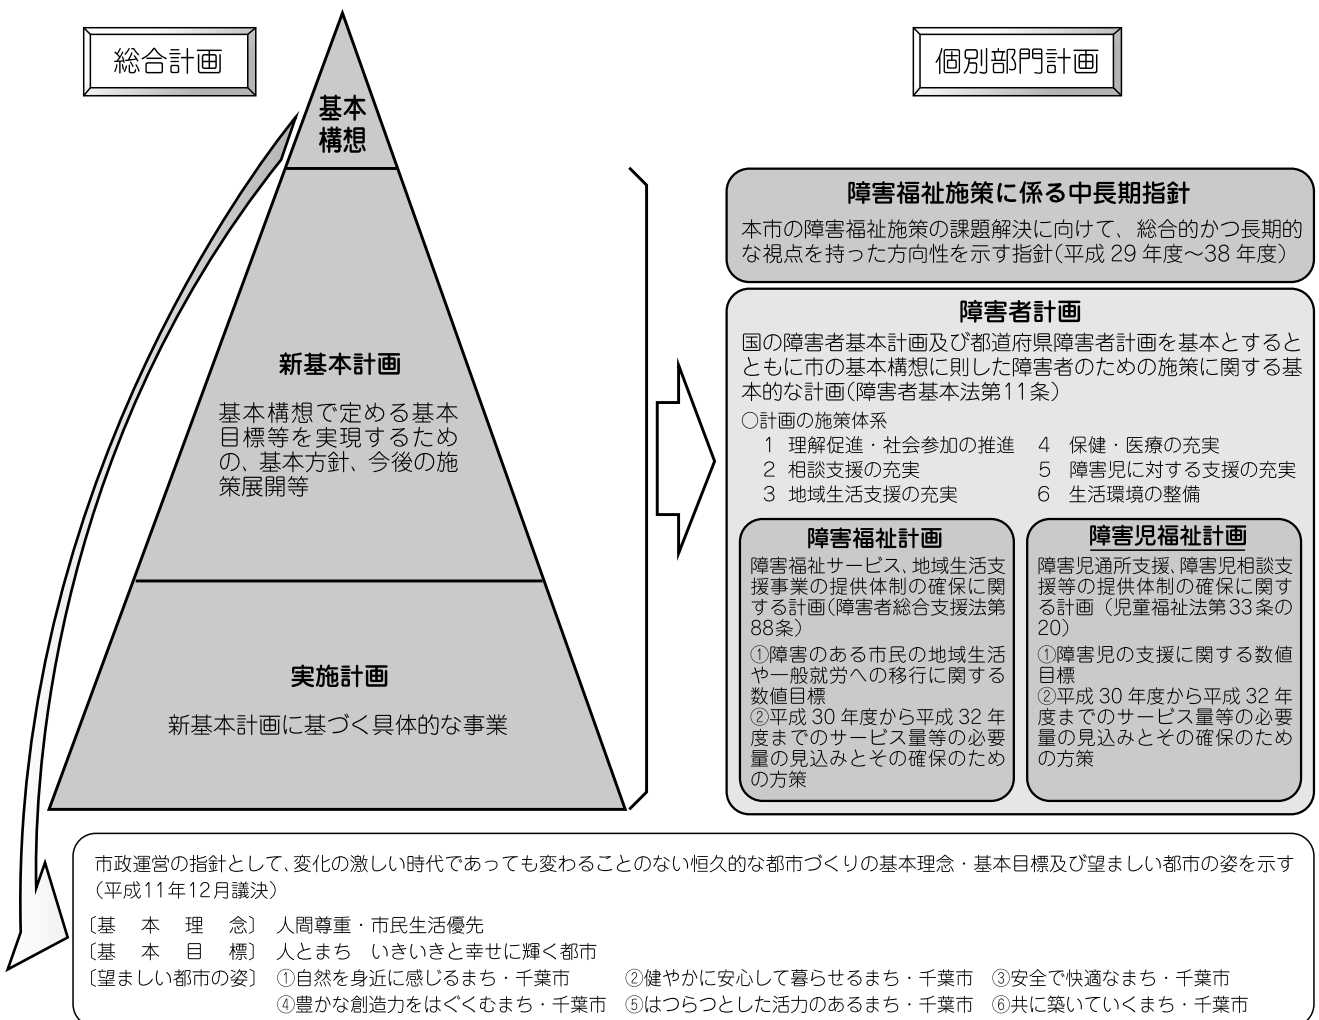 総合計画
基本
構想
新基本計画
基本構想で定める基本
目標等を実現するため
の、基本方針、今後の施
策展開等
実施計画
新基本計画に基づく具体的な事業
個別部門計画
障害福祉施策に係る中長期指針
本市の障害福祉施策の課題解決に向けて、総合的かつ長期的
な視点を持った方向性を示す指針（平成 29 年度～38 年度）
障害者計画
国の障害者基本計画及び都道府県障害者計画を基本とすると
ともに市の基本構想に則した障害者のための施策に関する基
本的な計画（障害者基本法第11条）
○計画の施策体系
1 理解促進・社会参加の推進 4 保健・医療の充実
2 相談支援の充実 5 障害児に対する支援の充実
3 地域生活支援の充実 6 生活環境の整備
障害福祉計画
障害福祉サービス、地域生活支
援事業の提供体制の確保に関
する計画（障害者総合支援法第
88条）
①障害のある市民の地域生活
や一般就労への移行に関する
数値目標
②平成 30 年度から平成 32 年
度までのサービス量等の必要
量の見込みとその確保のため
の方策
障害児福祉計画
障害児通所支援、障害児相談支
援等の提供体制の確保に関す
る計画（児童福祉法第33条の
20）
①障害児の支援に関する数値
目標
②平成 30 年度から平成 32 年
度までのサービス量等の必要
量の見込みとその確保のため
の方策
市政運営の指針として、変化の激しい時代であっても変わることのない恒久的な都市づくりの基本理念・基本目標及び望ましい都市の姿を示す
（平成11年12月議決）
〔基 本 理 念〕 人間尊重・市民生活優先
〔基 本 目 標〕 人とまち いきいきと幸せに輝く都市
〔望ましい都市の姿〕 ①自然を身近に感じるまち・千葉市 ②健やかに安心して暮らせるまち・千葉市 ③安全で快適なまち・千葉市
④豊かな創造力をはぐくむまち・千葉市 ⑤はつらつとした活力のあるまち・千葉市 ⑥共に築いていくまち・千葉市